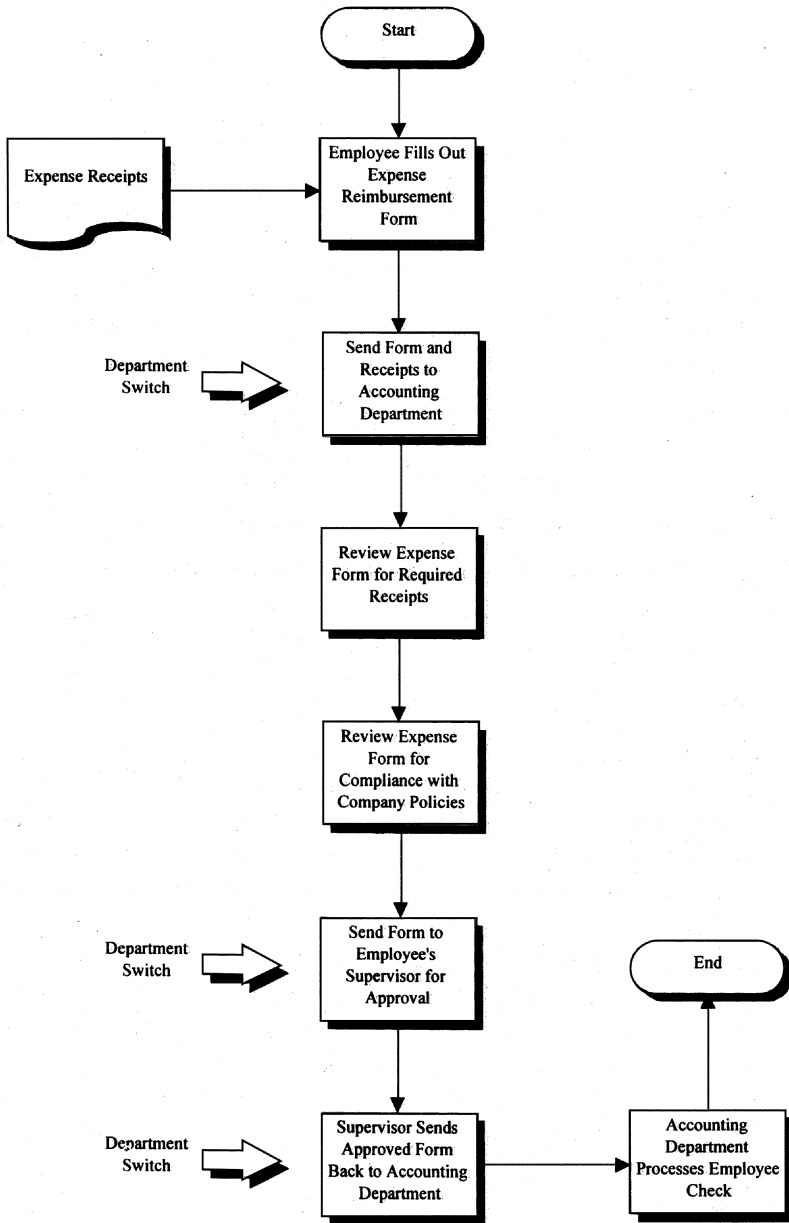 Start
Expense Receipts
Employee Fills Out
Expense
Reimbursement
Form
Department
Switch
Send Form and
Receipts to
Accounting
Department
Review Expense
Form for Required
Receipts
Review Expense
Form for
Compliance with
Company Policies
Department
Switch
Send Form to
Employee's
Supervisor for
Approval
End
Department
Switch
Supervisor Sends
Approved Form
Back to Accounting
Department
Accounting
Department
Processes Employee
Check